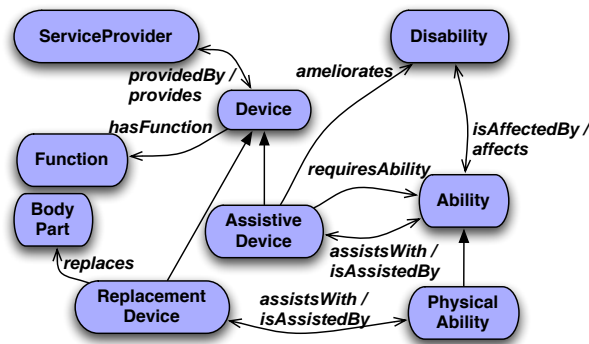 ServiceProvider
Disability
providedBy /
provides
ameliorates
Device
hasFunction
isAffectedBy /
affects
Function
requiresAbility
Body
Part
Assistive
Device
Ability
replaces
assistsWith /
isAssistedBy
Replacement
Device
assistsWith /
isAssistedBy
Physical
Ability